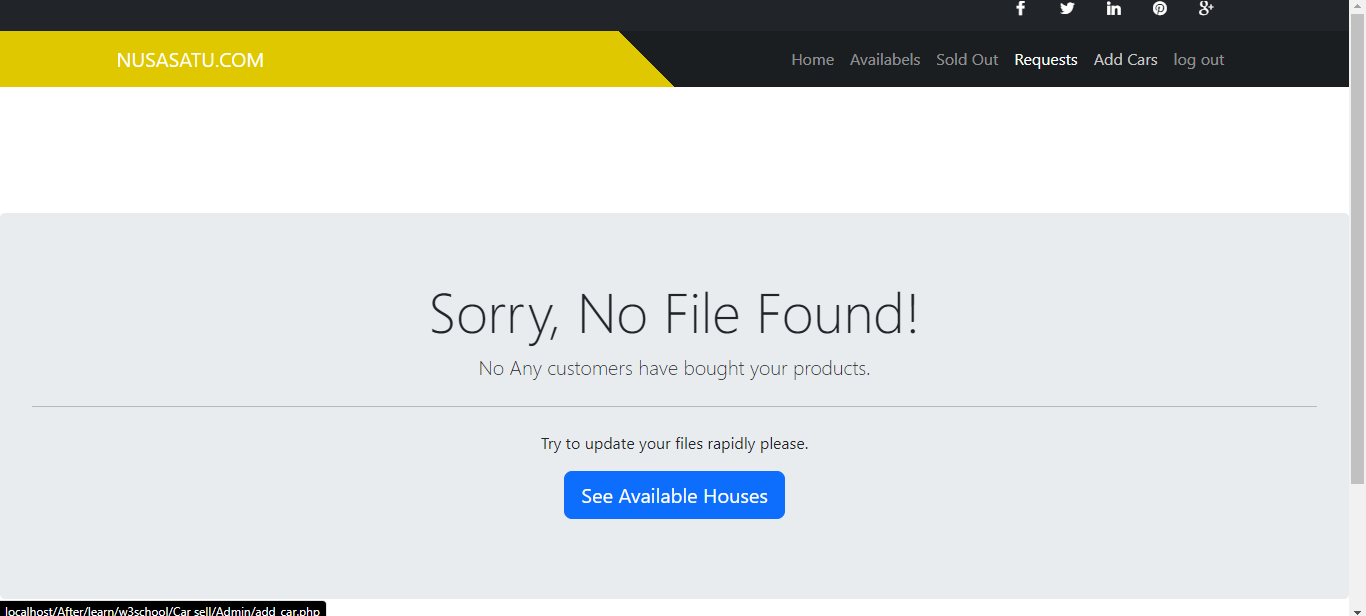 NUSASATU.COM
Home Availabels Sold Out Requests Add Cars log out
Sorry, No File Found!
No Any customers have bought your products.
Try to update your files rapidly please.
See Available Houses
localhost/After/learn/w3school/Car sell/Admin/add_car.php